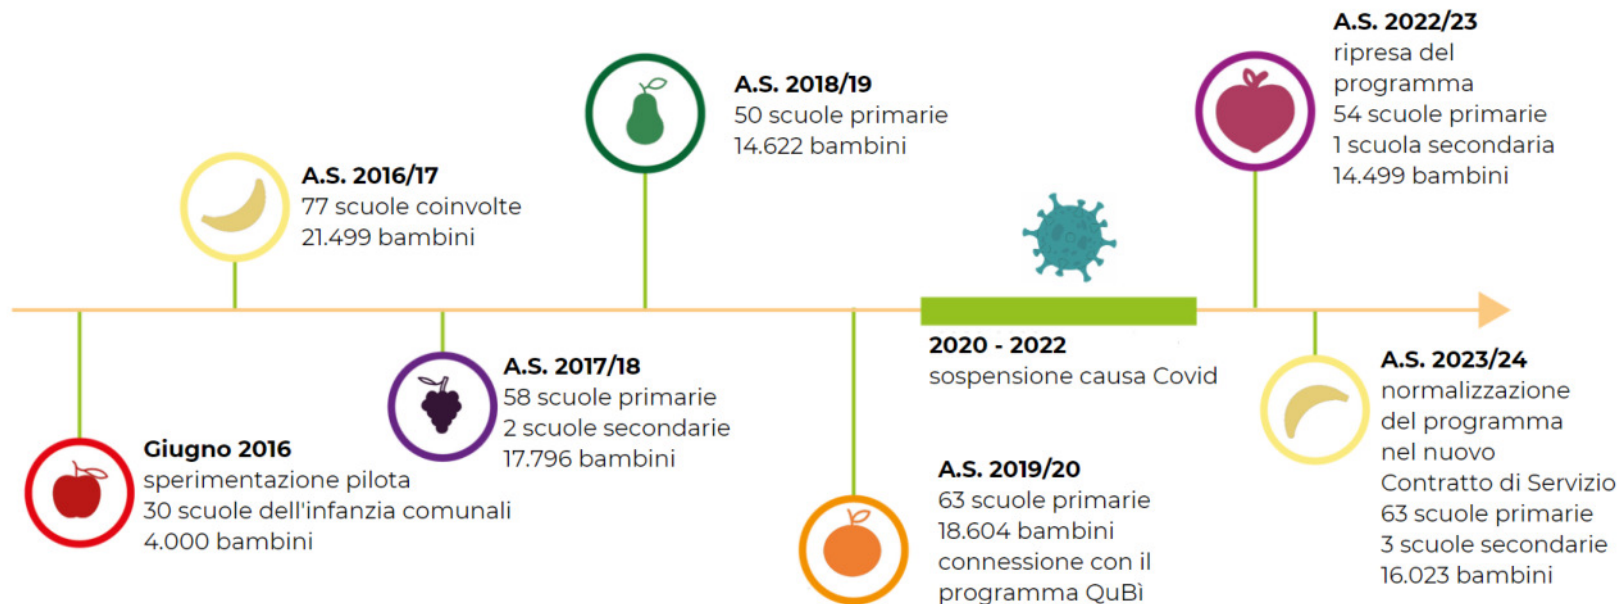 Giugno 2016
sperimentazione pilota
30 scuole dell'infanzia comunali
4.000 bambini
A.S. 2016/17
77 scuole coinvolte
21.499 bambini
A.S. 2017/18
58 scuole primarie
2 scuole secondarie
17.796 bambini
A.S. 2018/19
50 scuole primarie
14.622 bambini
A.S. 2019/20
63 scuole primarie
18.604 bambini
connessione con il
programma QuBì
2020 - 2022
sospensione causa Covid
A.S. 2022/23
ripresa del
programma
54 scuole primarie
1 scuola secondaria
14.499 bambini
A.S. 2023/24
normalizzazione
del programma
nel nuovo
Contratto di Servizio
63 scuole primarie
3 scuole secondarie
16.023 bambini